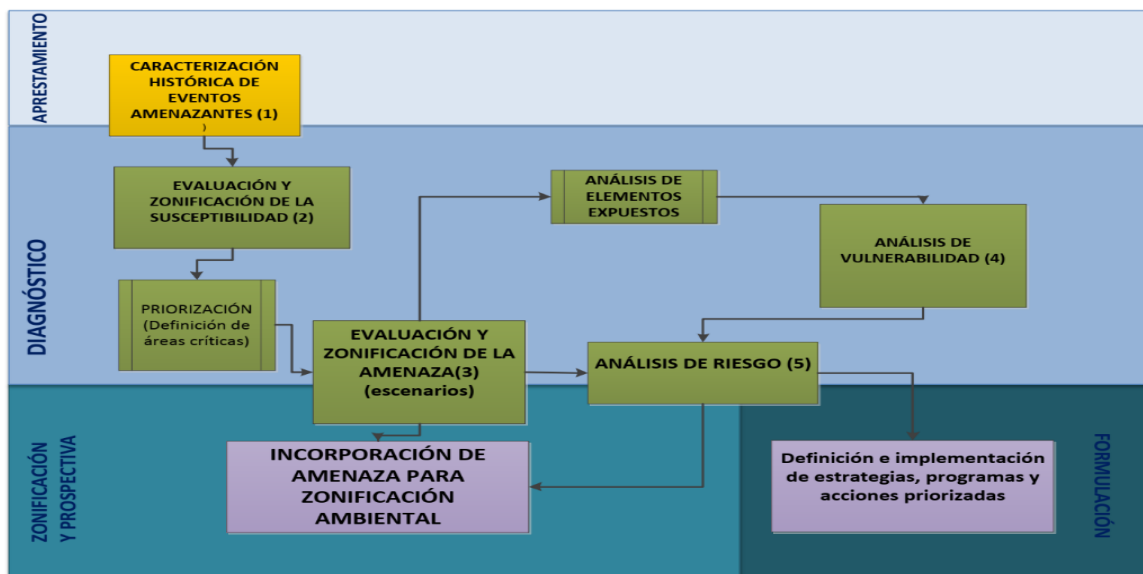 APRESTAMIENTO
CARACTERIZACIÓN
HISTÓRICA DE
EVENTOS
AMENAZANTES (1)
)
DIAGNÓSTICO
EVALUACIÓN Y
ZONIFICACIÓN DE LA
SUSCEPTIBILIDAD (2)
ANÁLISIS DE
ELEMENTOS
EXPUESTOS
ANÁLISIS DE
VULNERABILIDAD (4)
PRIORIZACIÓN
(Definición de
áreas críticas)
EVALUACIÓN Y
ZONIFICACIÓN DE LA
AMENAZA(3)
(escenarios)
ANÁLISIS DE RIESGO (5)
ZONIFICACIÓN
Y PROSPECTIVA
INCORPORACIÓN DE
AMENAZA PARA
ZONIFICACIÓN
AMBIENTAL
Definición e implementación
de estrategias, programas y
acciones priorizadas
FORMULACIÓN